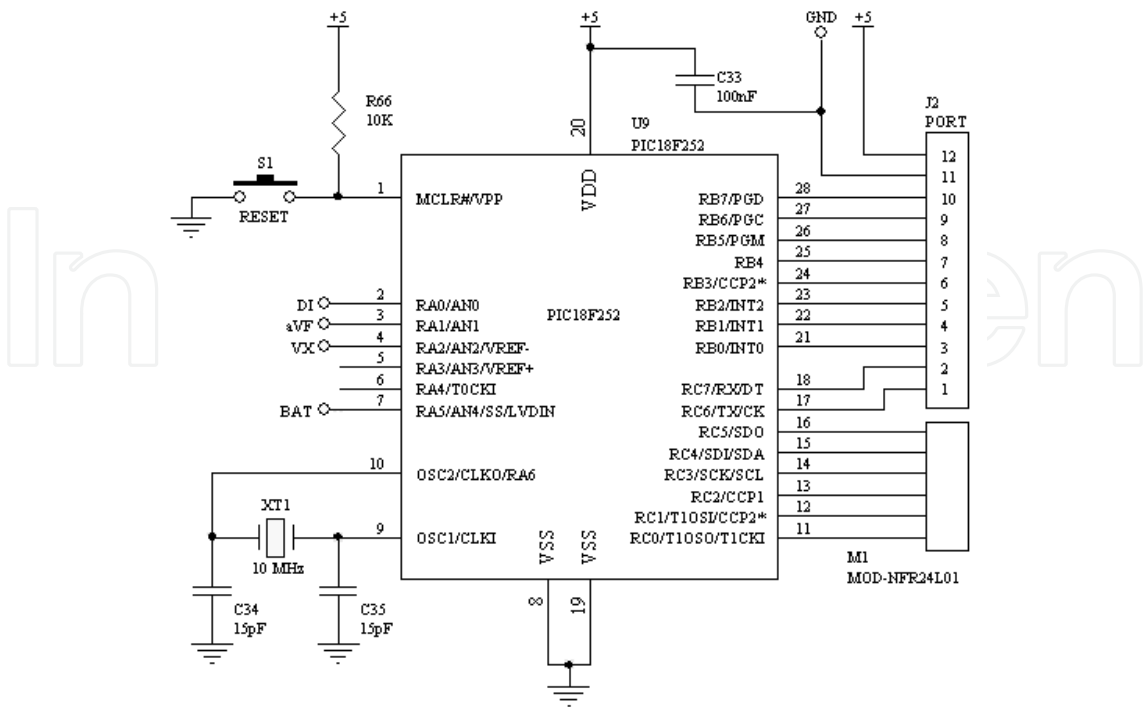 +5
+5
GND
+5
R66
10K
C33
100nF
J2
PORT
U9
PIC18F252
S1
RESET
20
VDD
1
MCLR#/VPP
12
11
RB7/PGD
28
10
RB6/PGC
27
9
RB5/PGM
26
8
RB4
25
7
RB3/CCP2*
24
6
DI
2
RA0/AN0
RB2/INT2
23
5
aVF
3
RA1/AN1
PIC18F252
RB1/INT1
22
4
VX
4
RA2/AN2/VREF-
RB0/INT0
21
3
5
RA3/AN3/VREF+
2
6
RA4/T0CKI
RC7/RX/DT
18
1
BAT
7
RA5/AN4/SS/LVDIN
RC6/TX/CK
17
RC5/SDO
16
RC4/SDI/SDA
15
10
OSC2/CLKO/RA6
RC3/SCK/SCL
14
RC2/CCP1
13
XT1
10 MHz
RC1/T1OSI/CCP2*
12
9
OSC1/CLKI
VSS
VSS
RC0/T1OSO/T1CKI
11
M1
MOD-NFR24L01
C34
15pF
C35
15pF
8
19
In
en